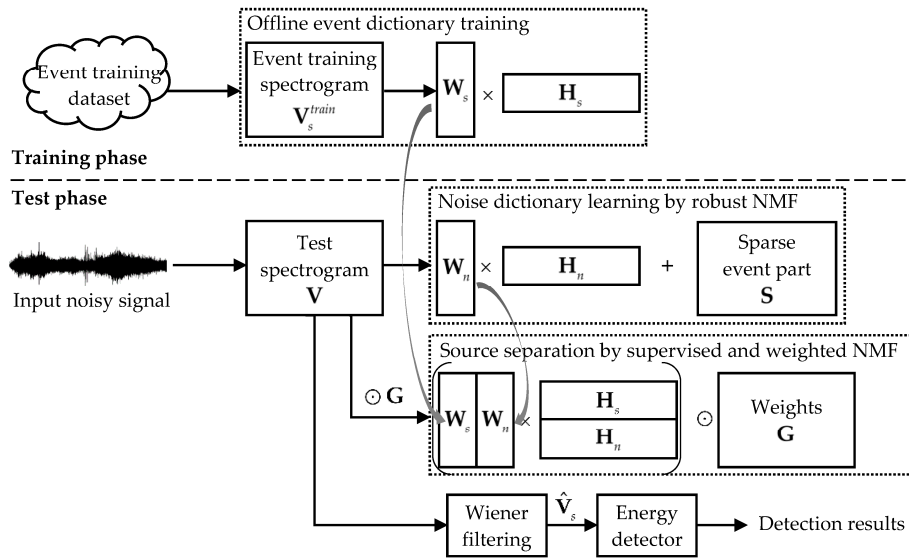 Offline event dictionary training
Event training
dataset
Event training
spectrogram
V_s^train
W_s
×
H_s
Training phase
Test phase
Noise dictionary learning by robust NMF
Input noisy signal
Test
spectrogram
V
W_n
×
H_n
+
Sparse
event part
S
Source separation by supervised and weighted NMF
⊙ G
W_s
W_n
×
H_s
H_n
⊙
Weights
G
Wiener
filtering
V̂_s
Energy
detector
Detection results